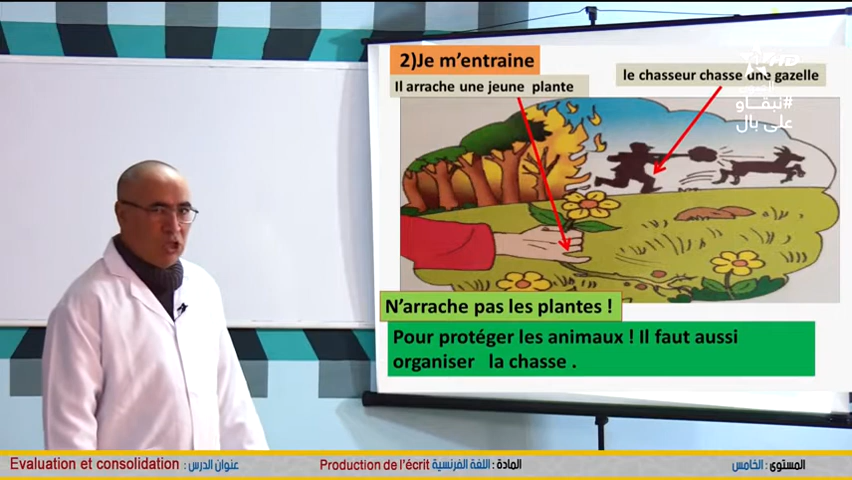 2)Je m'entraine
Il arrache une jeune plante
le chasseur chasse une gazelle
HD
#نبقاو
على بال
N'arrache pas les plantes !
Pour protéger les animaux ! Il faut aussi
organiser la chasse .
Evaluation et consolidation عنوان الدرس :
Production de l'écrit المادة : اللغة الفرنسية
المستوى : الخامس